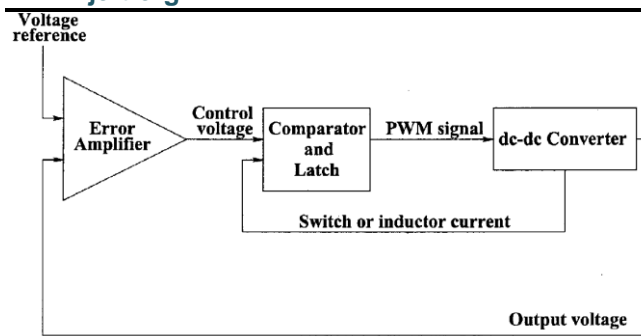 Voltage
reference
Error
Amplifier
Control
voltage
Comparator
and
Latch
PWM signal
dc-dc Converter
Switch or inductor current
Output voltage